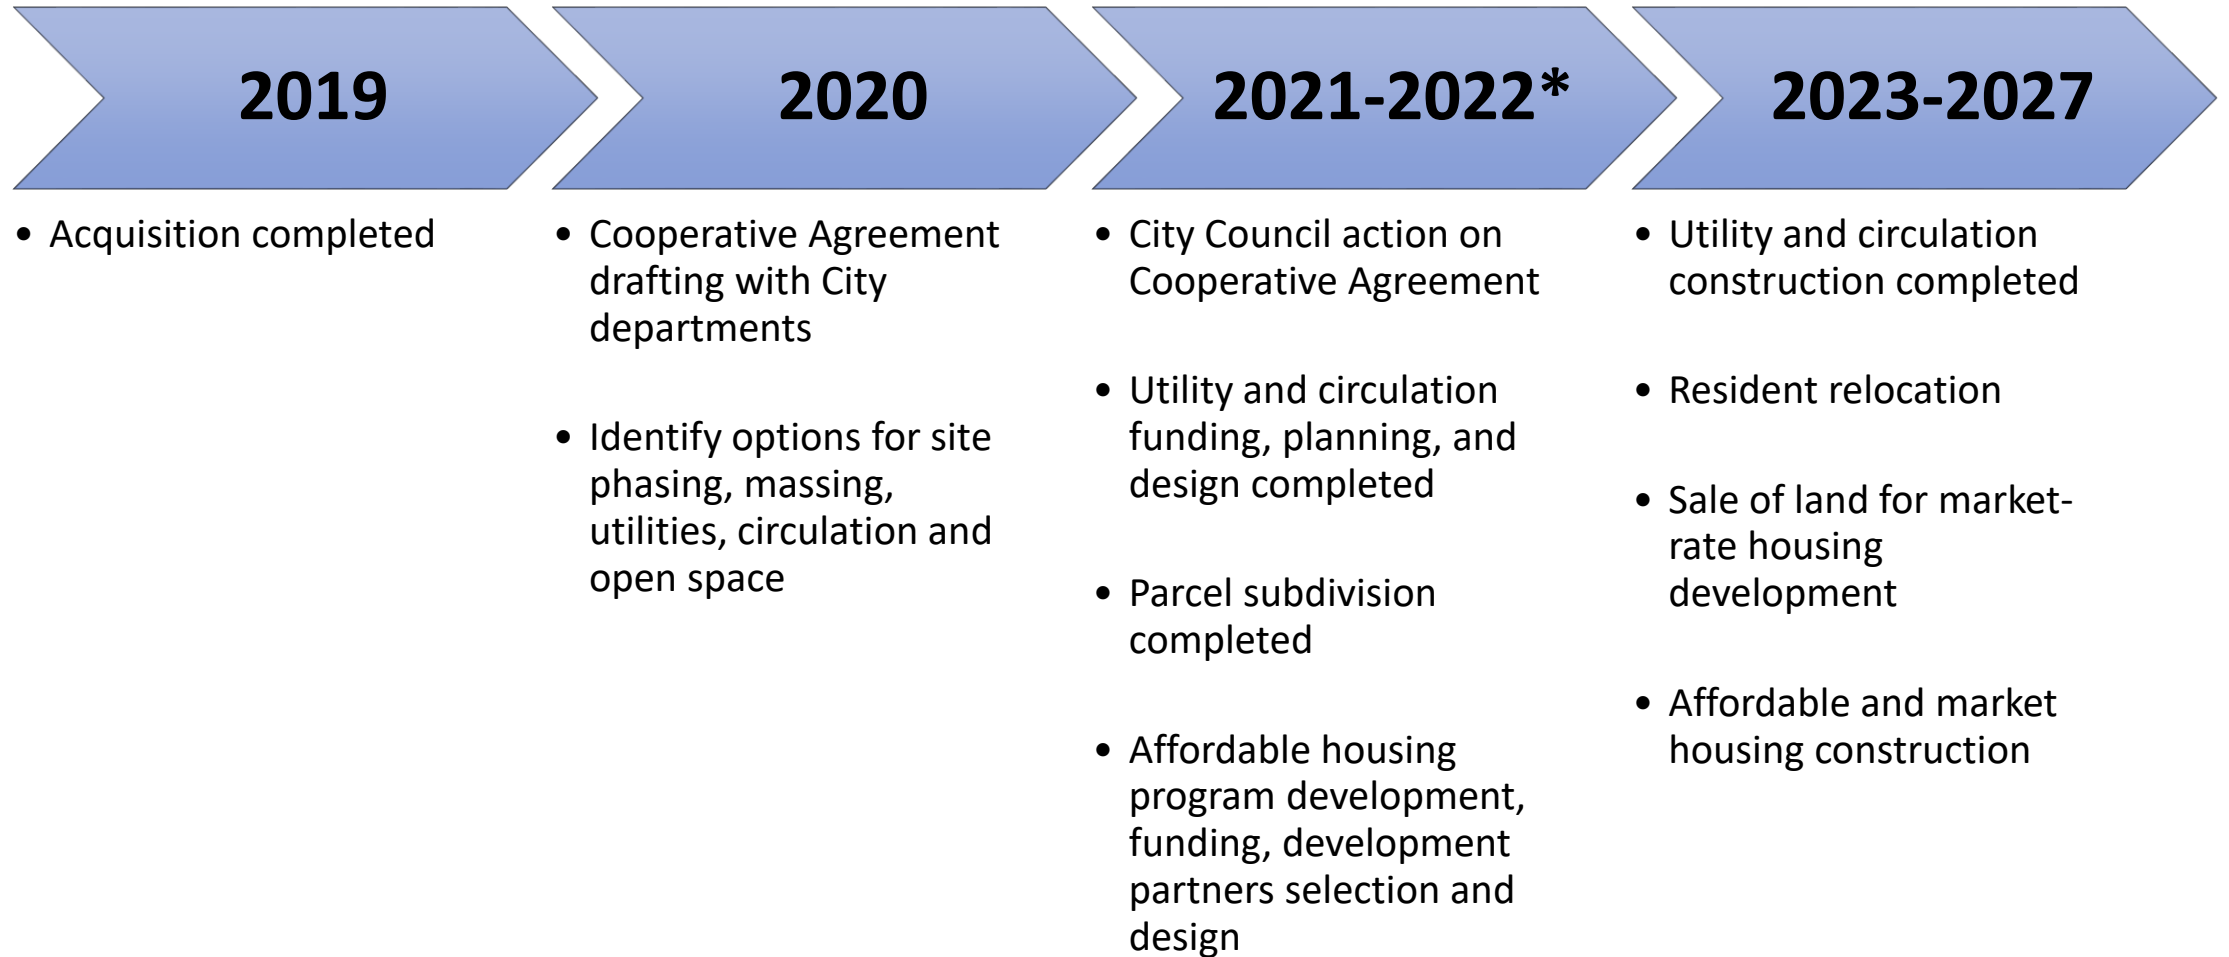 2019
• Acquisition completed
2020
• Cooperative Agreement
drafting with City
departments
• Identify options for site
phasing, massing,
utilities, circulation and
open space
2021-2022*
• City Council action on
Cooperative Agreement
• Utility and circulation
funding, planning, and
design completed
• Parcel subdivision
completed
• Affordable housing
program development,
funding, development
partners selection and
design
2023-2027
• Utility and circulation
construction completed
• Resident relocation
• Sale of land for market-
rate housing
development
• Affordable and market
housing construction